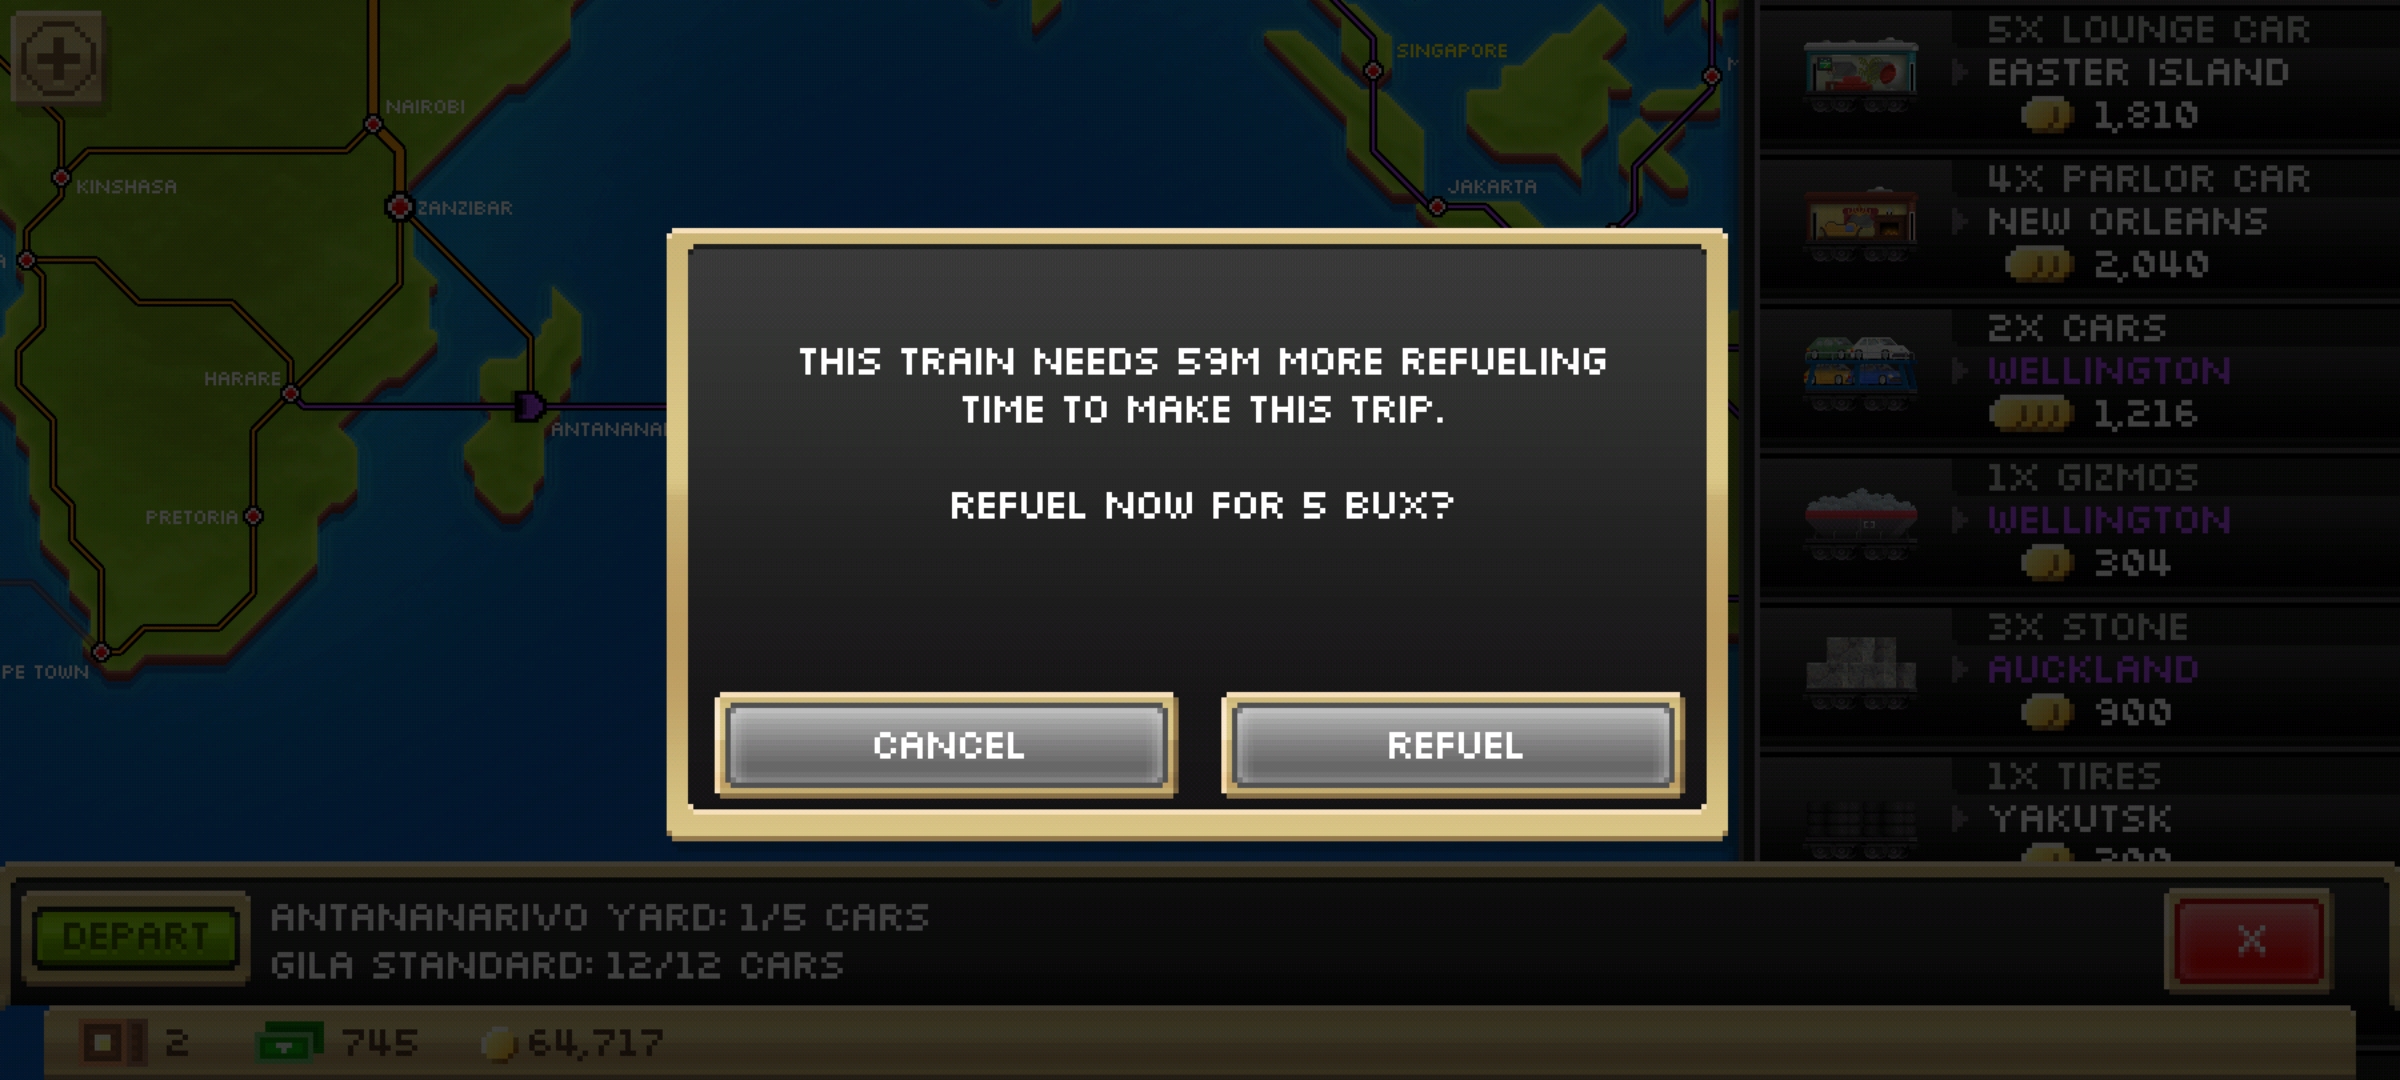 5X LOUNGE CAR
EASTER ISLAND
1,810
4X PARLOR CAR
NEW ORLEANS
2,040
2X CARS
WELLINGTON
1,216
1X GIZMOS
WELLINGTON
304
3X STONE
AUCKLAND
900
1X TIRES
YAKUTSK
SINGAPORE
NAIROBI
KINSHASA
JAKARTA
ZANZIBAR
HARARE
ANTANANA
PRETORIA
PE TOWN
THIS TRAIN NEEDS 59M MORE REFUELING
TIME TO MAKE THIS TRIP.
REFUEL NOW FOR 5 BUX?
CANCEL
REFUEL
DEPART
ANTANANARIVO YARD: 1/5 CARS
GILA STANDARD: 12/12 CARS
X
2
745
64,717